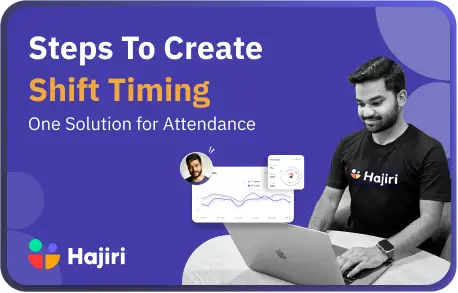 Steps To Create
Shift Timing
One Solution for Attendance
Hajiri
Hajiri